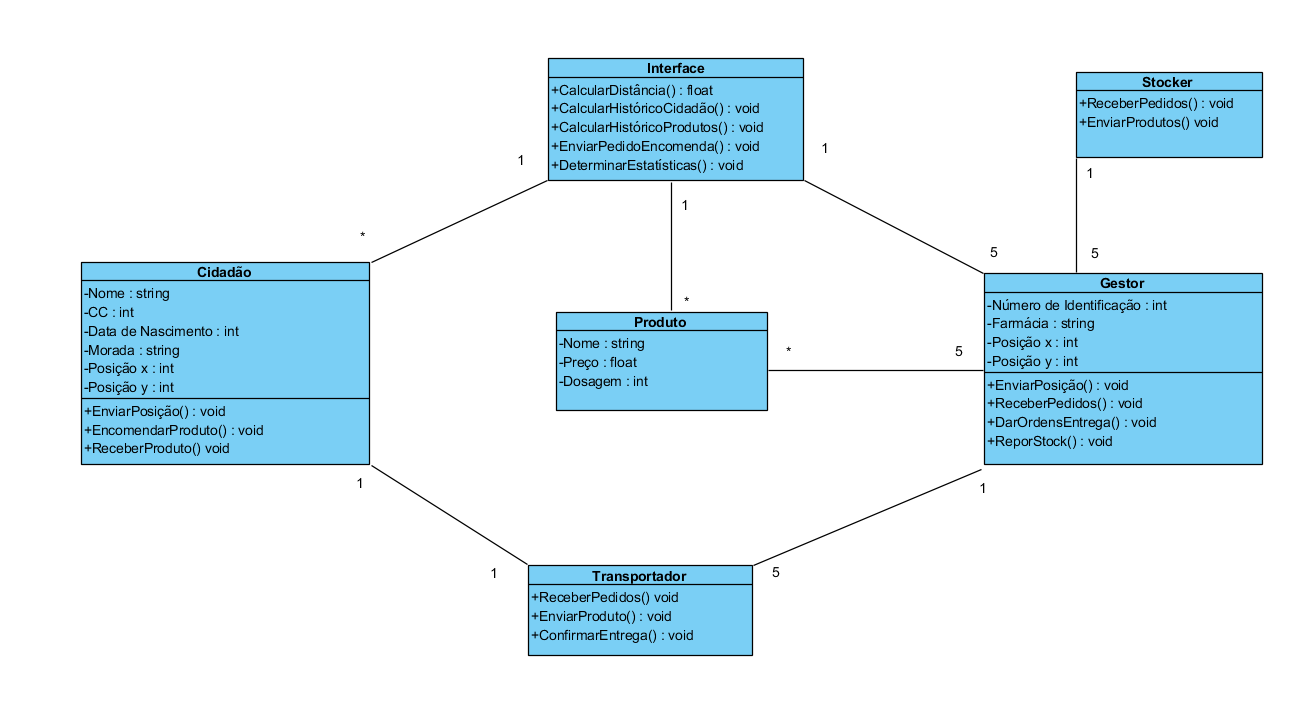 Interface
+CalcularDistância() : float
+CalcularHistóricoCidadão() : void
+CalcularHistóricoProdutos() : void
+EnviarPedidoEncomenda() : void
+DeterminarEstatísticas() : void
Stocker
+ReceberPedidos() : void
+EnviarProdutos() void
1
1
1
1
*
5
5
*
Cidadão
-Nome : string
-CC : int
-Data de Nascimento : int
-Morada : string
-Posição x : int
-Posição y : int
+EnviarPosição() : void
+EncomendarProduto() : void
+ReceberProduto() void
Produto
-Nome : string
-Preço : float
-Dosagem : int
*
5
Gestor
-Número de Identificação : int
-Farmácia : string
-Posição x : int
-Posição y : int
+EnviarPosição() : void
+ReceberPedidos() : void
+DarOrdensEntrega() : void
+ReporStock() : void
1
1
1
5
Transportador
+ReceberPedidos() void
+EnviarProduto() : void
+ConfirmarEntrega() : void